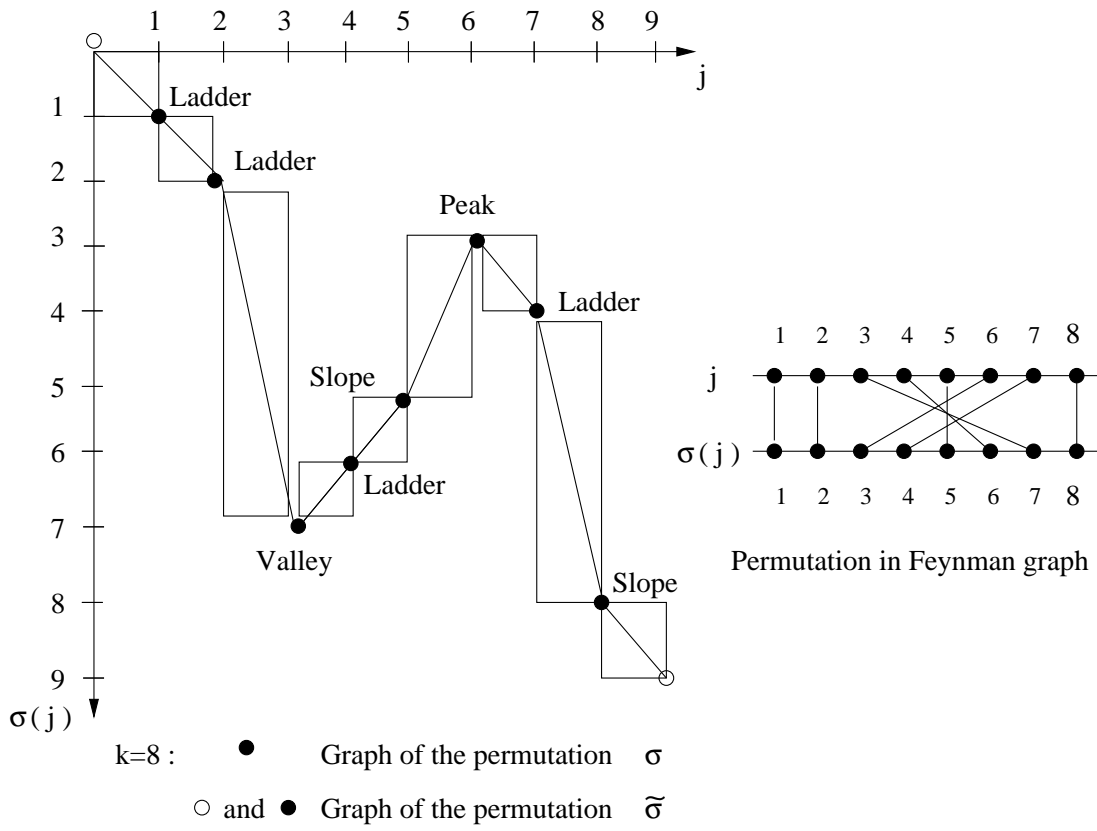 1 2 3 4 5 6 7 8 9
j
1
Ladder
2
Ladder
3
Peak
4
Ladder
5
Slope
6
Ladder
7
Valley
8
Slope
9
σ(j)
1 2 3 4 5 6 7 8
j
σ(j)
1 2 3 4 5 6 7 8
Permutation in Feynman graph
k=8 : Graph of the permutation σ
and Graph of the permutation σ̃